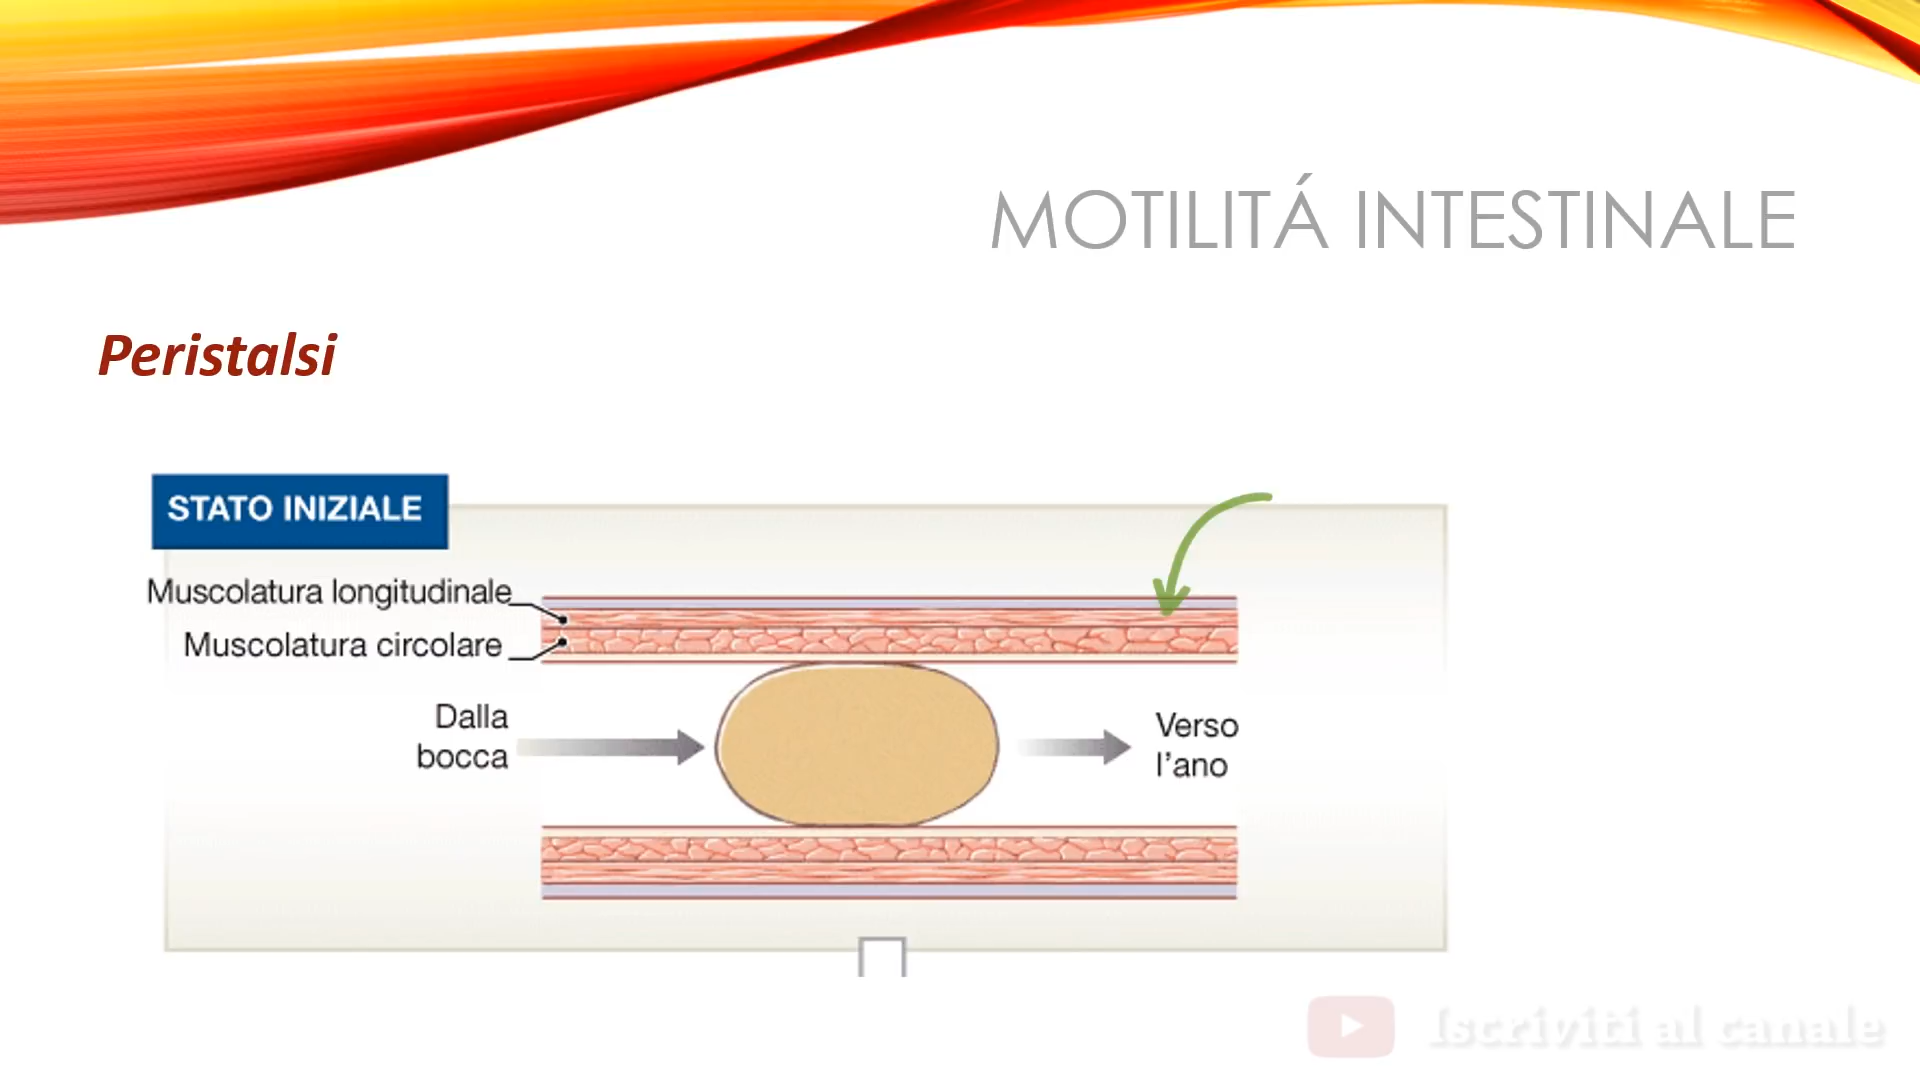 MOTILITÁ INTESTINALE
Peristalsi
STATO INIZIALE
Muscolatura longitudinale
Muscolatura circolare
Dalla
bocca
Verso
l'ano
Iscriviti al canale